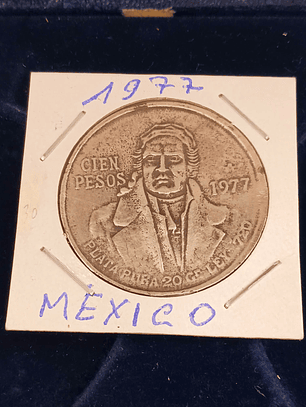 1977
CIEN
PESOS 1977
PLATA PURA 20 GR. LEY .720
MÉXICO